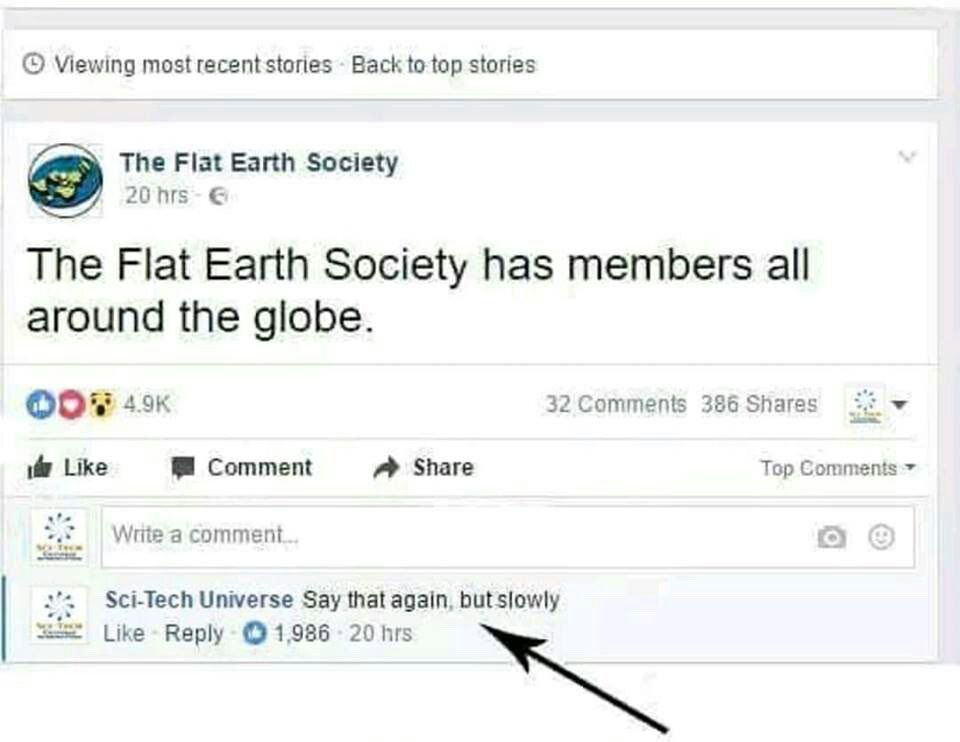 Viewing most recent stories · Back to top stories
The Flat Earth Society
20 hrs ·
The Flat Earth Society has members all
around the globe.
4.9K 32 Comments 386 Shares
Like Comment Share Top Comments
Write a comment...
Sci-Tech Universe Say that again, but slowly
Like · Reply · 1,986 · 20 hrs